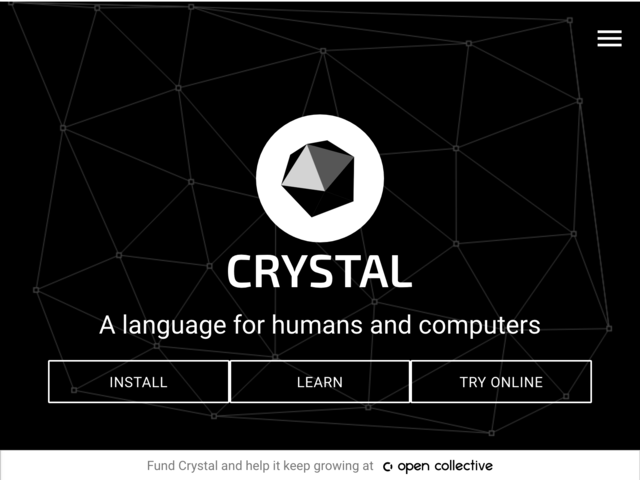 CRYSTAL
A language for humans and computers
INSTALL LEARN TRY ONLINE
Fund Crystal and help it keep growing at open collective